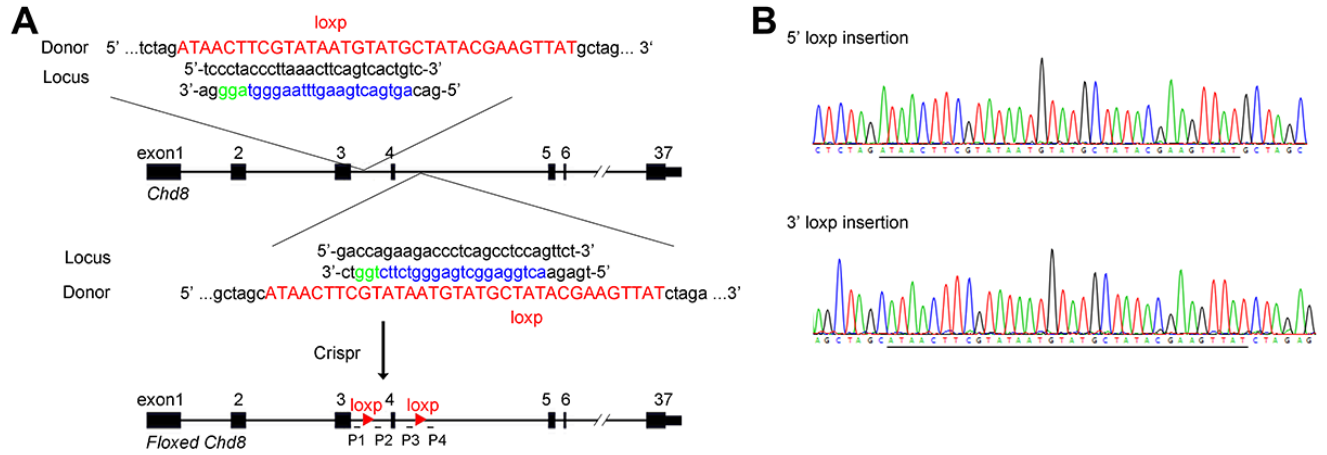 A
loxp
Donor 5’ ...tctagATAACTTCGTATAATGTATGCTATACGAAGTTATgctag... 3‘
Locus 5’-tccctacccttaaacttcagtcactgtc-3’
3’-agggatgggaatttgaagtcagtgacag-5’
exon1 2 3 4 5 6 37
Chd8
Locus 5’-gaccagaagaccctcagcctccagttct-3’
3’-ctggtcttctgggagtcggaggtcaagagt-5’
Donor 5’ ...gctagcATAACTTCGTATAATGTATGCTATACGAAGTTATctaga ...3’
loxp
Crispr
exon1 2 3 loxp 4 loxp 5 6 37
Floxed Chd8 P1 P2 P3 P4
B
5’ loxp insertion
CTCTAGATAACTTCGTATAATGTATGCTATACGAAGTTATGCTAGC
3’ loxp insertion
AGCTAGCATAACTTCGTATAATGTATGCTATACGAAGTTATCTAGAG